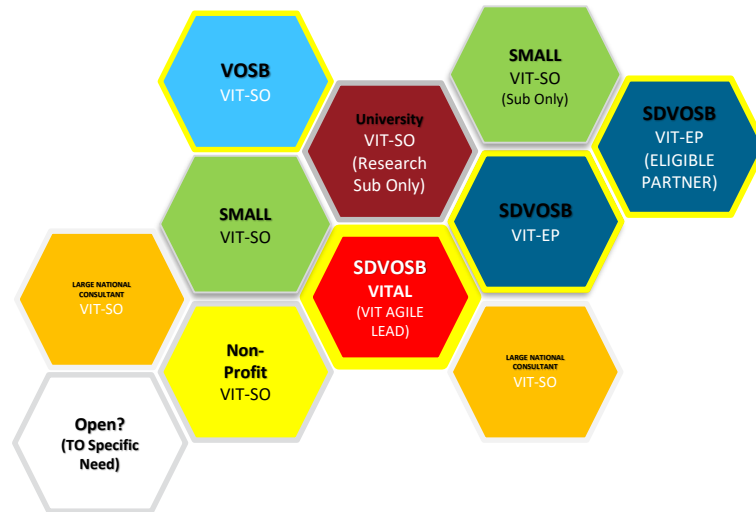 VOSB
VIT-SO
SMALL
VIT-SO
(Sub Only)
University
VIT-SO
(Research
Sub Only)
SDVOSB
VIT-EP
(ELIGIBLE
PARTNER)
SMALL
VIT-SO
SDVOSB
VIT-EP
LARGE NATIONAL
CONSULTANT
VIT-SO
SDVOSB
VITAL
(VIT AGILE
LEAD)
Non-
Profit
VIT-SO
LARGE NATIONAL
CONSULTANT
VIT-SO
Open?
(TO Specific
Need)